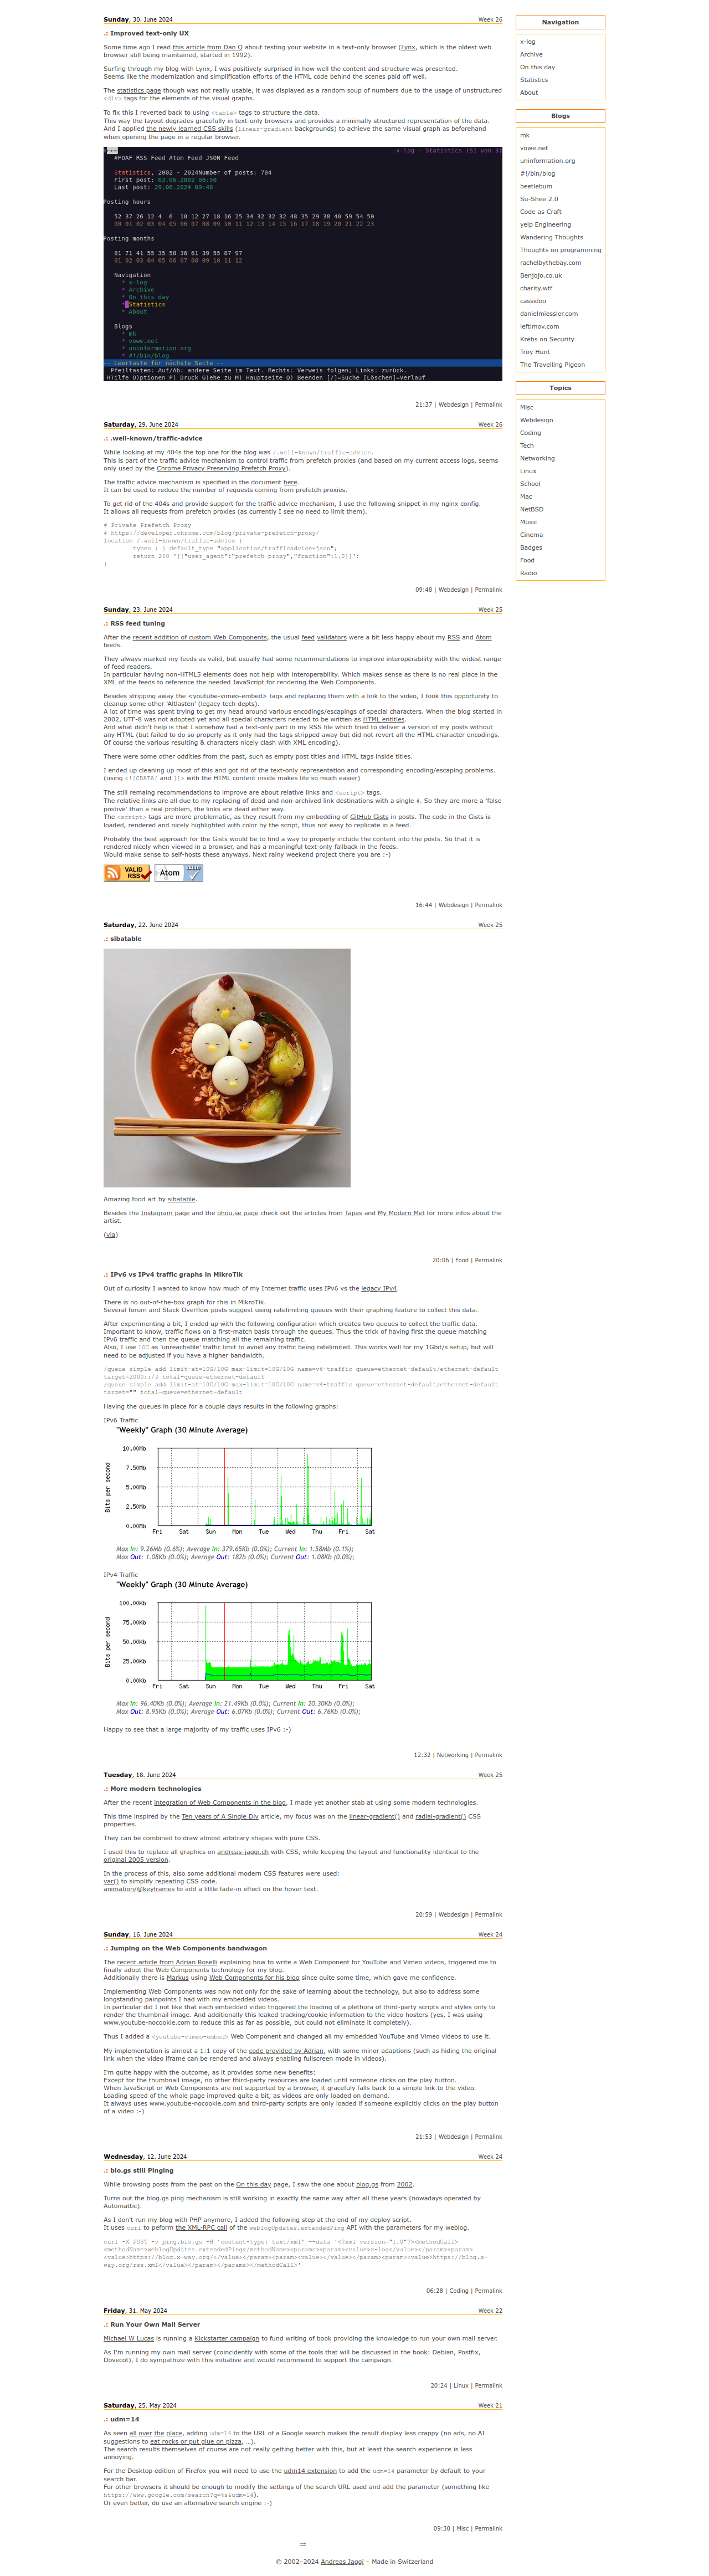 Sunday, 30. June 2024 Week 26
.: Improved text-only UX
Some time ago I read this article from Dan Q about testing your website in a text-only browser (Lynx, which is the oldest web
browser still being maintained, started in 1992).
Surfing through my blog with Lynx, I was positively surprised in how well the content and structure was presented.
Seems like the modernization and simplification efforts of the HTML code behind the scenes paid off well.
The statistics page though was not really usable, it was displayed as a random soup of numbers due to the usage of unstructured
<div> tags for the elements of the visual graphs.
To fix this I reverted back to using <table> tags to structure the data.
This way the layout degrades gracefully in text-only browsers and provides a minimally structured representation of the data.
And I applied the newly learned CSS skills (linear-gradient backgrounds) to achieve the same visual graph as beforehand
when opening the page in a regular browser.
x-log - Statistics (S1 von 3)
#POAF RSS Feed Atom Feed JSON Feed
Statistics, 2002 - 2024Number of posts: 704
First post: 03.06.2002 00:50
Last post: 29.06.2024 09:48
Posting hours
52 37 26 12 4 6 10 12 27 18 16 25 34 32 32 32 40 35 29 38 40 59 54 50
00 01 02 03 04 05 06 07 08 09 10 11 12 13 14 15 16 17 18 19 20 21 22 23
Posting months
81 71 41 55 35 58 36 61 39 55 87 97
01 02 03 04 05 06 07 08 09 10 11 12
Navigation
* x-log
* Archive
* On this day
* Statistics
* About
Blogs
* mk
* vowe.net
* uninformation.org
* #!/bin/blog
-- Leertaste für nächste Seite --
Pfeiltasten: Auf/Ab: andere Seite im Text. Rechts: Verweis folgen; Links: zurück.
H)ilfe O)ptionen P) Druck G)ehe zu M) Hauptseite Q) Beenden [/]=Suche [Löschen]=Verlauf
21:37 | Webdesign | Permalink
Saturday, 29. June 2024 Week 26
.: .well-known/traffic-advice
While looking at my 404s the top one for the blog was /.well-known/traffic-advice.
This is part of the traffic advice mechanism to control traffic from prefetch proxies (and based on my current access logs, seems
only used by the Chrome Privacy Preserving Prefetch Proxy).
The traffic advice mechanism is specified in the document here.
It can be used to reduce the number of requests coming from prefetch proxies.
To get rid of the 404s and provide support for the traffic advice mechanism, I use the following snippet in my nginx config.
It allows all requests from prefetch proxies (as currently I see no need to limit them).
# Private Prefetch Proxy
# https://developer.chrome.com/blog/private-prefetch-proxy/
location /.well-known/traffic-advice {
types { } default_type "application/trafficadvice+json";
return 200 '[{"user_agent":"prefetch-proxy","fraction":1.0}]';
}
09:48 | Webdesign | Permalink
Sunday, 23. June 2024 Week 25
.: RSS feed tuning
After the recent addition of custom Web Components, the usual feed validators were a bit less happy about my RSS and Atom
feeds.
They always marked my feeds as valid, but usually had some recommendations to improve interoperability with the widest range
of feed readers.
In particular having non-HTML5 elements does not help with interoperability. Which makes sense as there is no real place in the
XML of the feeds to reference the needed JavaScript for rendering the Web Components.
Besides stripping away the <youtube-vimeo-embed> tags and replacing them with a link to the video, I took this opportunity to
cleanup some other 'Altlasten' (legacy tech depts).
A lot of time was spent trying to get my head around various encodings/escapings of special characters. When the blog started in
2002, UTF-8 was not adopted yet and all special characters needed to be written as HTML entities.
And what didn't help is that I somehow had a text-only part in my RSS file which tried to deliver a version of my posts without
any HTML (but failed to do so properly as it only had the tags stripped away but did not revert all the HTML character encodings.
Of course the various resulting & characters nicely clash with XML encoding).
There were some other oddities from the past, such as empty post titles and HTML tags inside titles.
I ended up cleaning up most of this and got rid of the text-only representation and corresponding encoding/escaping problems.
(using <![CDATA[ and ]]> with the HTML content inside makes life so much easier)
The still remaing recommendations to improve are about relative links and <script> tags.
The relative links are all due to my replacing of dead and non-archived link destinations with a single #. So they are more a 'false
postive' than a real problem, the links are dead either way.
The <script> tags are more problematic, as they result from my embedding of GitHub Gists in posts. The code in the Gists is
loaded, rendered and nicely highlighted with color by the script, thus not easy to replicate in a feed.
Probably the best approach for the Gists would be to find a way to properly include the content into the posts. So that it is
rendered nicely when viewed in a browser, and has a meaningful text-only fallback in the feeds.
Would make sense to self-hosts these anyways. Next rainy weekend project there you are :-)
VALID RSS Atom VALID
16:44 | Webdesign | Permalink
Saturday, 22. June 2024 Week 25
.: sibatable
Amazing food art by sibatable.
Besides the Instagram page and the ohou.se page check out the articles from Tapas and My Modern Met for more infos about the
artist.
(via)
20:06 | Food | Permalink
.: IPv6 vs IPv4 traffic graphs in MikroTik
Out of curiosity I wanted to know how much of my Internet traffic uses IPv6 vs the legacy IPv4.
There is no out-of-the-box graph for this in MikroTik.
Several forum and Stack Overflow posts suggest using ratelimiting queues with their graphing feature to collect this data.
After experimenting a bit, I ended up with the following configuration which creates two queues to collect the traffic data.
Important to know, traffic flows on a first-match basis through the queues. Thus the trick of having first the queue matching
IPv6 traffic and then the queue matching all the remaining traffic.
Also, I use 10G as 'unreachable' traffic limit to avoid any traffic being ratelimited. This works well for my 1Gbit/s setup, but will
need to be adjusted if you have a higher bandwidth.
/queue simple add limit-at=10G/10G max-limit=10G/10G name=v6-traffic queue=ethernet-default/ethernet-default
target=2000::/3 total-queue=ethernet-default
/queue simple add limit-at=10G/10G max-limit=10G/10G name=v6-traffic queue=ethernet-default/ethernet-default
target="" total-queue=ethernet-default
Having the queues in place for a couple days results in the following graphs:
IPv6 Traffic
"Weekly" Graph (30 Minute Average)
Bits per second
10.00Mb
7.50Mb
5.00Mb
2.50Mb
0.00Mb
Fri Sat Sun Mon Tue Wed Thu Fri Sat
Max In: 9.26Mb (0.6%); Average In: 379.65Kb (0.0%); Current In: 1.58Mb (0.1%);
Max Out: 1.08Kb (0.0%); Average Out: 182b (0.0%); Current Out: 1.08Kb (0.0%);
IPv4 Traffic
"Weekly" Graph (30 Minute Average)
Bits per second
100.00Kb
75.00Kb
50.00Kb
25.00Kb
0.00Kb
Fri Sat Sun Mon Tue Wed Thu Fri Sat
Max In: 96.40Kb (0.0%); Average In: 21.49Kb (0.0%); Current In: 20.30Kb (0.0%);
Max Out: 8.95Kb (0.0%); Average Out: 6.07Kb (0.0%); Current Out: 6.76Kb (0.0%);
Happy to see that a large majority of my traffic uses IPv6 :-)
12:32 | Networking | Permalink
Tuesday, 18. June 2024 Week 25
.: More modern technologies
After the recent integration of Web Components in the blog, I made yet another stab at using some modern technologies.
This time inspired by the Ten years of A Single Div article, my focus was on the linear-gradient() and radial-gradient() CSS
properties.
They can be combined to draw almost arbitrary shapes with pure CSS.
I used this to replace all graphics on andreas-jaggi.ch with CSS, while keeping the layout and functionality identical to the
original 2005 version.
In the process of this, also some additional modern CSS features were used:
var() to simplify repeating CSS code.
animation/@keyframes to add a little fade-in effect on the hover text.
20:59 | Webdesign | Permalink
Sunday, 16. June 2024 Week 24
.: Jumping on the Web Components bandwagon
The recent article from Adrian Roselli explaining how to write a Web Component for YouTube and Vimeo videos, triggered me to
finally adopt the Web Components technology for my blog.
Additionally there is Markus using Web Components for his blog since quite some time, which gave me confidence.
Implementing Web Components was now not only for the sake of learning about the technology, but also to address some
longstanding painpoints I had with my embedded videos.
In particular did I not like that each embedded video triggered the loading of a plethora of third-party scripts and styles only to
render the thumbnail image. And additionally this leaked tracking/cookie information to the video hosters (yes, I was using
www.youtube-nocookie.com to reduce this as far as possible, but could not eliminate it completely).
Thus I added a <youtube-vimeo-embed> Web Component and changed all my embedded YouTube and Vimeo videos to use it.
My implementation is almost a 1:1 copy of the code provided by Adrian, with some minor adaptions (such as hiding the original
link when the video iframe can be rendered and always enabling fullscreen mode in videos).
I'm quite happy with the outcome, as it provides some new benefits:
Except for the thumbnail image, no other third-party resources are loaded until someone clicks on the play button.
When JavaScript or Web Components are not supported by a browser, it gracefuly falls back to a simple link to the video.
Loading speed of the whole page improved quite a bit, as videos are only loaded on demand.
It always uses www.youtube-nocookie.com and third-party scripts are only loaded if someone explicitly clicks on the play button
of a video :-)
21:53 | Webdesign | Permalink
Wednesday, 12. June 2024 Week 24
.: blo.gs still Pinging
While browsing posts from the past on the On this day page, I saw the one about blog.gs from 2002.
Turns out the blog.gs ping mechanism is still working in exactly the same way after all these years (nowadays operated by
Automattic).
As I don't run my blog with PHP anymore, I added the following step at the end of my deploy script.
It uses curl to peform the XML-RPC call of the weblogUpdates.extendedPing API with the parameters for my weblog.
curl -X POST -v ping.blo.gs -H 'content-type: text/xml' --data '<?xml version="1.0"?><methodCall>
<methodName>weblogUpdates.extendedPing</methodName><params><param><value>x-log</value></param><param>
<value>https://blog.x-way.org/</value></param><param><value></value></param><param><value>https://blog.x-
way.org/rss.xml</value></param></params></methodCall>'
06:28 | Coding | Permalink
Friday, 31. May 2024 Week 22
.: Run Your Own Mail Server
Michael W Lucas is running a Kickstarter campaign to fund writing of book providing the knowledge to run your own mail server.
As I'm running my own mail server (coincidently with some of the tools that will be discussed in the book: Debian, Postfix,
Dovecot), I do sympathize with this initiative and would recommend to support the campaign.
20:24 | Linux | Permalink
Saturday, 25. May 2024 Week 21
.: udm=14
As seen all over the place, adding udm=14 to the URL of a Google search makes the result display less crappy (no ads, no AI
suggestions to eat rocks or put glue on pizza, ...).
The search results themselves of course are not really getting better with this, but at least the search experience is less
annoying.
For the Desktop edition of Firefox you will need to use the udm14 extension to add the udm=14 parameter by default to your
search bar.
For other browsers it should be enough to modify the settings of the search URL used and add the parameter (something like
https://www.google.com/search?q=%s&udm=14).
Or even better, do use an alternative search engine :-)
09:30 | Misc | Permalink
→
© 2002–2024 Andreas Jaggi – Made in Switzerland
Navigation
x-log
Archive
On this day
Statistics
About
Blogs
mk
vowe.net
uninformation.org
#!/bin/blog
beetlebum
Su-Shee 2.0
Code as Craft
yelp Engineering
Wandering Thoughts
Thoughts on programming
rachelbythebay.com
Benjojo.co.uk
charity.wtf
cassidoo
danielmiessler.com
ieftimov.com
Krebs on Security
Troy Hunt
The Travelling Pigeon
Topics
Misc
Webdesign
Coding
Tech
Networking
Linux
School
Mac
NetBSD
Music
Cinema
Badges
Food
Radio